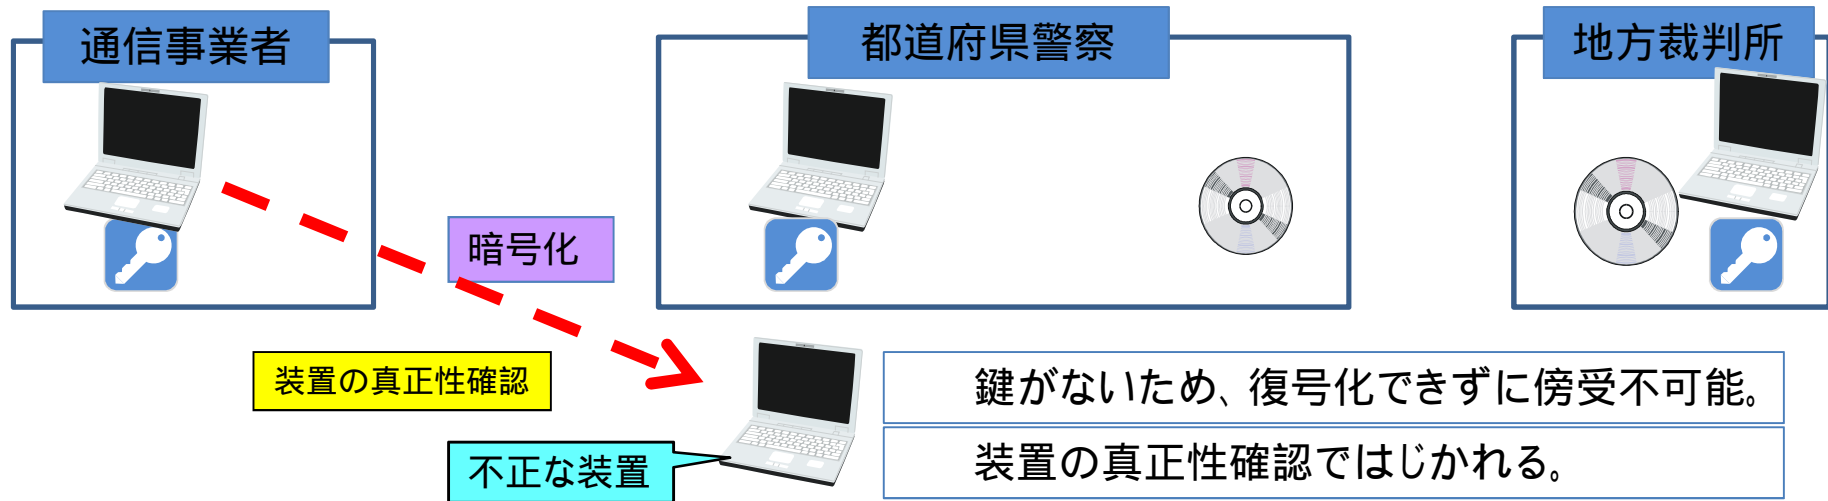 通信事業者
都道府県警察
地方裁判所
暗号化
装置の真正性確認
鍵がないため、復号化できずに傍受不可能。
不正な装置
装置の真正性確認ではじかれる。